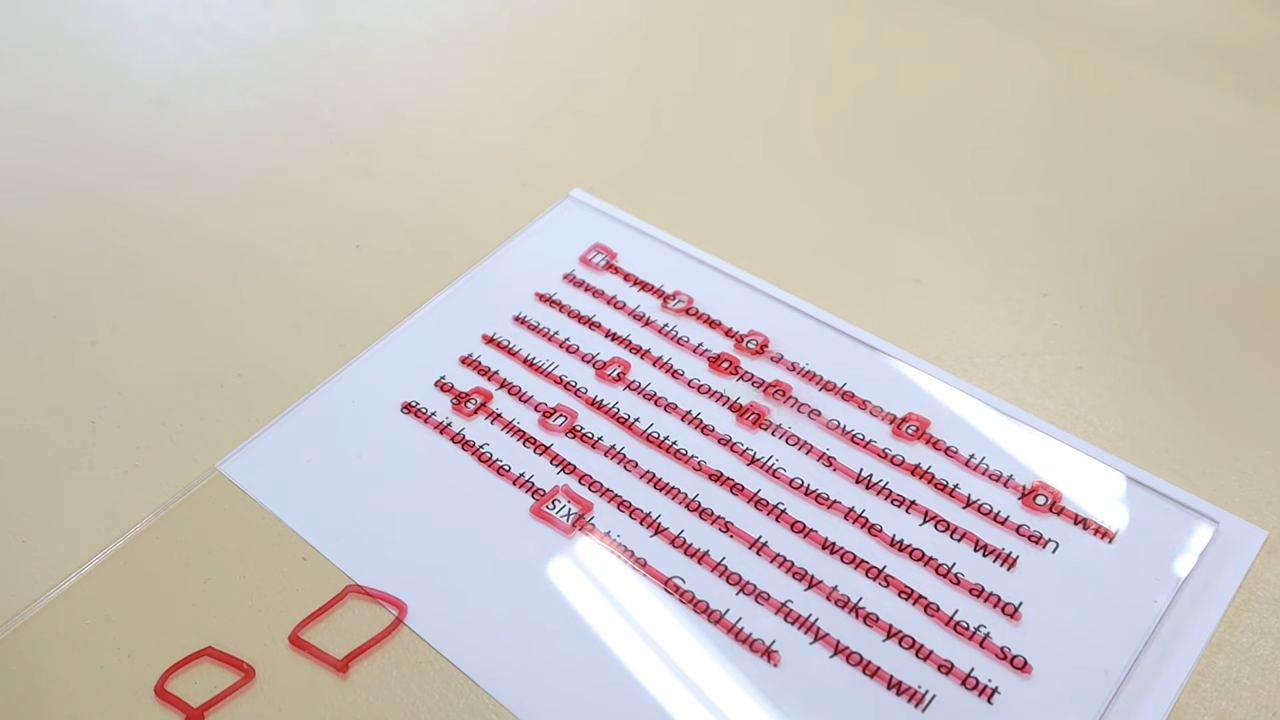 This cypher one uses a simple sentence that you will
have to lay the transparence over so that you can
decode what the combination is. What you will
want to do is place the acrylic over the words and
you will see what letters are left or words are left so
that you can get the numbers. It may take you a bit
to get it lined up correctly but hope fully you will
get it before the sixth time. Good luck.